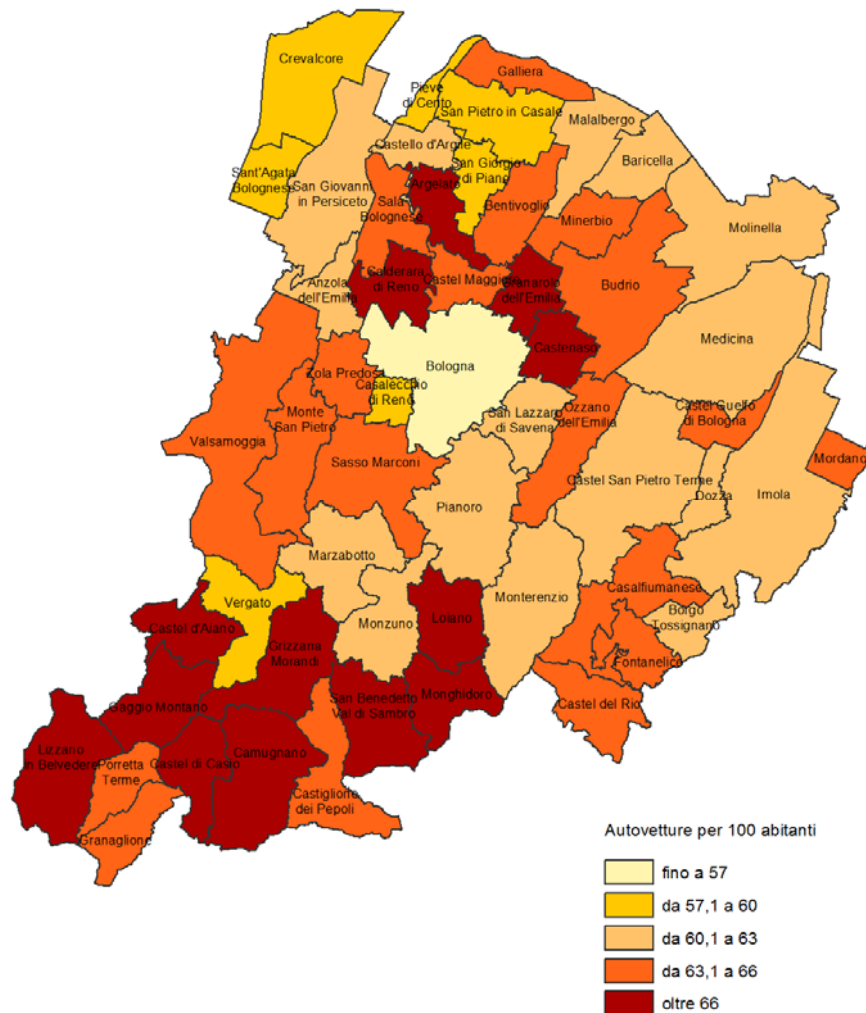 Crevalcore
Galliera
Pieve
di Cento
San Pietro in Casale
Malalbergo
Castello d'Argile
Baricella
San Giorgio
di Piano
Sant'Agata
Bolognese
San Giovanni
in Persiceto
Argelato
Sala
Bolognese
Bentivoglio
Minerbio
Molinella
Anzola
dell'Emilia
Calderara
di Reno
Castel Maggiore
Granarolo
dell'Emilia
Budrio
Medicina
Castenaso
Bologna
Zola Predosa
Casalecchio
di Reno
Monte
San Pietro
Valsamoggia
San Lazzaro
di Savena
Ozzano
dell'Emilia
Castel Guelfo
di Bologna
Sasso Marconi
Mordano
Castel San Pietro Terme
Dozza
Imola
Pianoro
Marzabotto
Casalfiumanese
Vergato
Monterenzio
Borgo
Tossignano
Loiano
Monzuno
Castel d'Aiano
Grizzana
Morandi
Fontanelice
San Benedetto
Val di Sambro
Monghidoro
Castel del Rio
Gaggio Montano
Lizzano
in Belvedere
Porretta
Terme
Castel di Casio
Camugnano
Castiglione
dei Pepoli
Granaglione
Autovetture per 100 abitanti
fino a 57
da 57,1 a 60
da 60,1 a 63
da 63,1 a 66
oltre 66